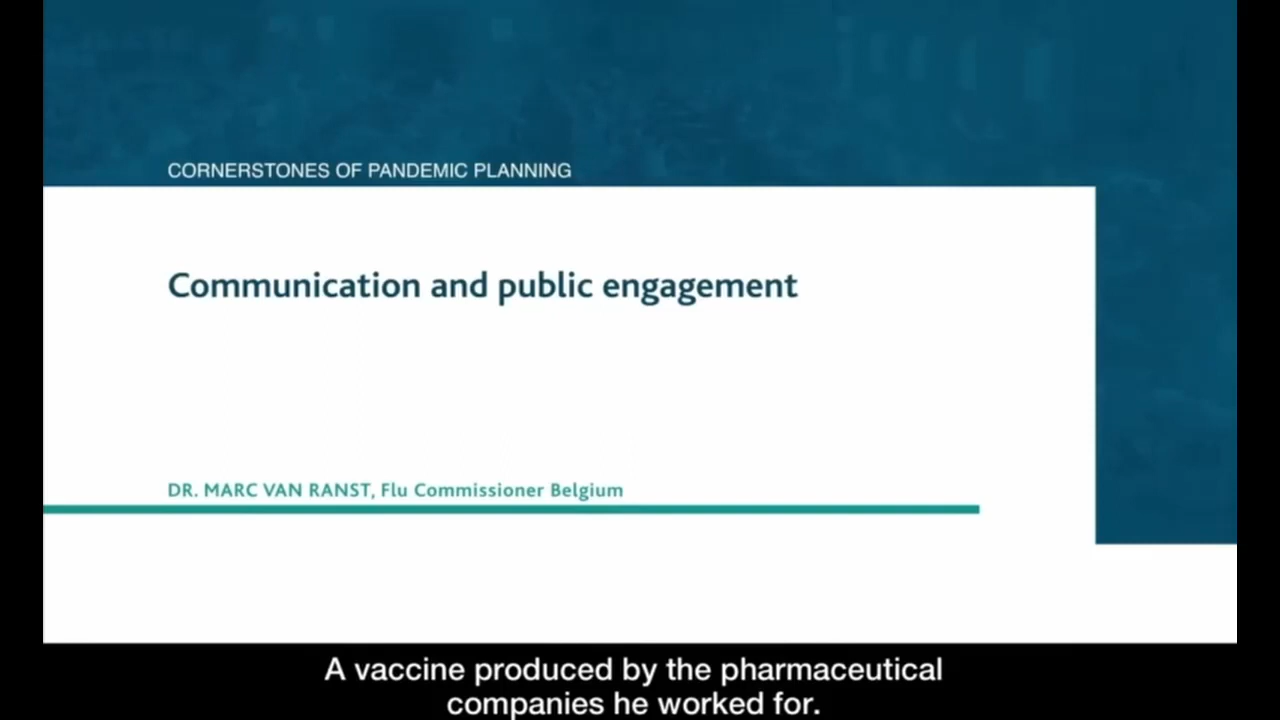 CORNERSTONES OF PANDEMIC PLANNING
Communication and public engagement
DR. MARC VAN RANST, Flu Commissioner Belgium
A vaccine produced by the pharmaceutical
companies he worked for.